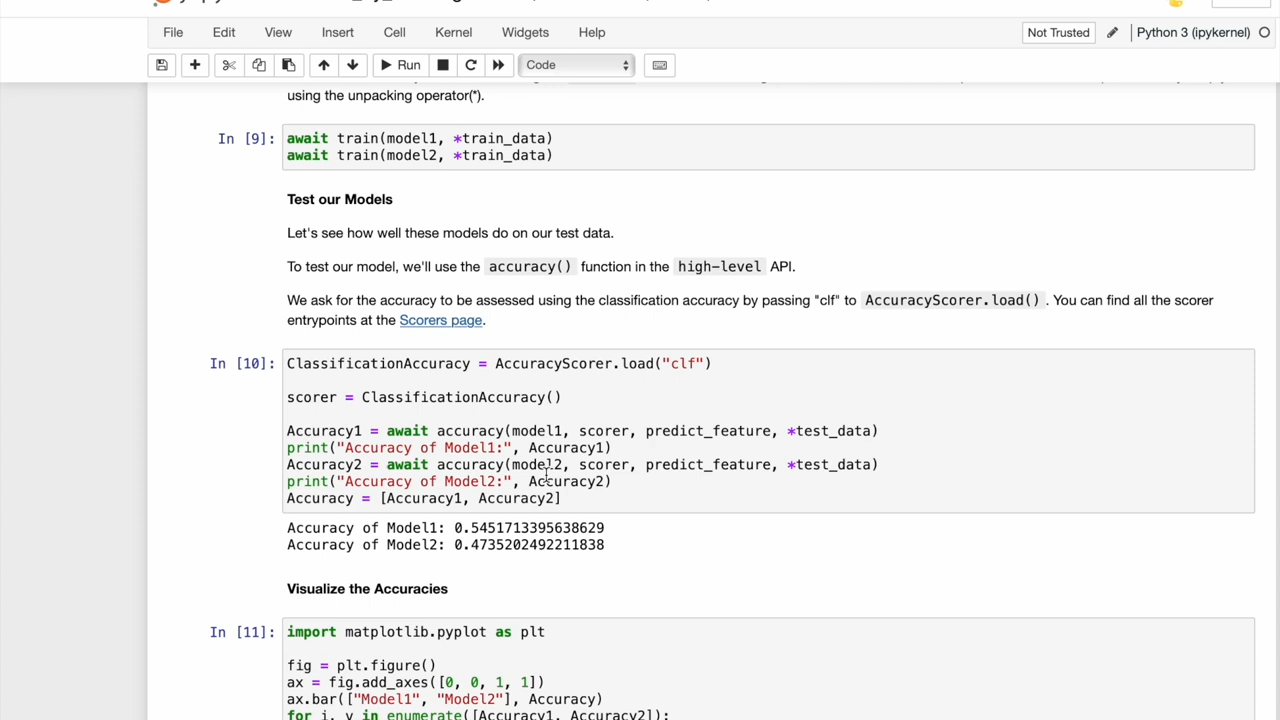 File Edit View Insert Cell Kernel Widgets Help Not Trusted Python 3 (ipykernel)
Run Code
using the unpacking operator(*).
In [9]: await train(model1, *train_data)
await train(model2, *train_data)
Test our Models
Let's see how well these models do on our test data.
To test our model, we'll use the accuracy() function in the high-level API.
We ask for the accuracy to be assessed using the classification accuracy by passing "clf" to AccuracyScorer.load() . You can find all the scorer
entrypoints at the Scorers page.
In [10]: ClassificationAccuracy = AccuracyScorer.load("clf")
scorer = ClassificationAccuracy()
Accuracy1 = await accuracy(model1, scorer, predict_feature, *test_data)
print("Accuracy of Model1:", Accuracy1)
Accuracy2 = await accuracy(model2, scorer, predict_feature, *test_data)
print("Accuracy of Model2:", Accuracy2)
Accuracy = [Accuracy1, Accuracy2]
Accuracy of Model1: 0.5451713395638629
Accuracy of Model2: 0.4735202492211838
Visualize the Accuracies
In [11]: import matplotlib.pyplot as plt
fig = plt.figure()
ax = fig.add_axes([0, 0, 1, 1])
ax.bar(["Model1", "Model2"], Accuracy)
for i, v in enumerate([Accuracy1, Accuracy2]):